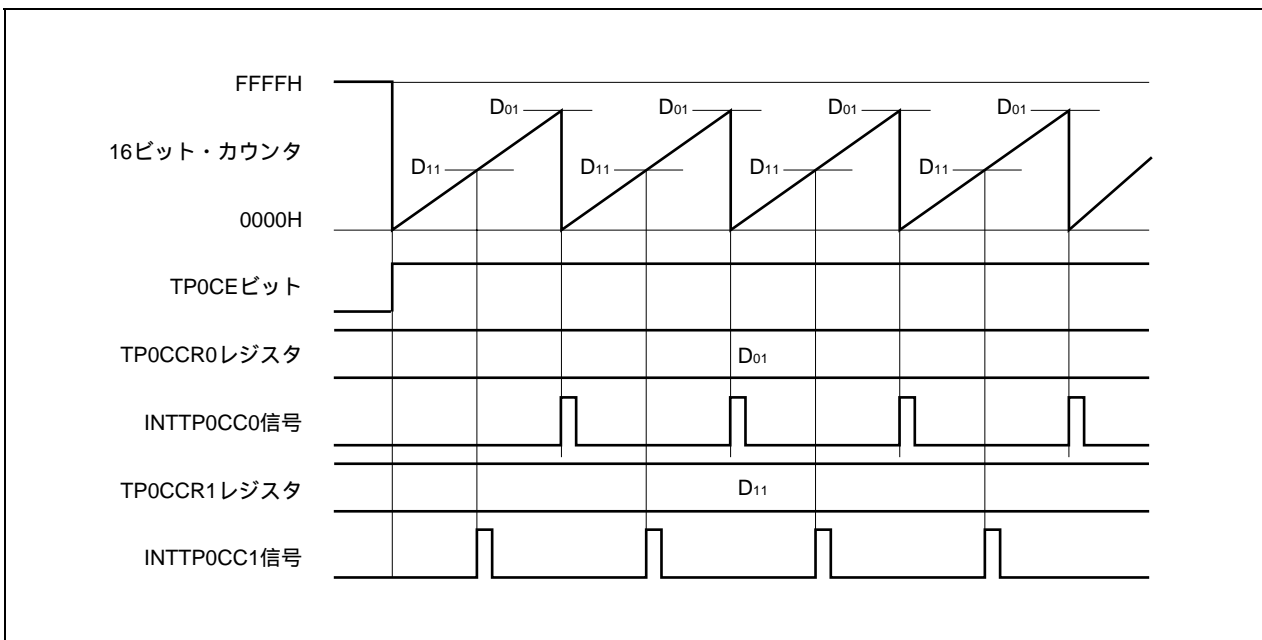 FFFFH
D01 D01 D01 D01
16ビット・カウンタ
D11 D11 D11 D11
0000H
TP0CEビット
TP0CCR0レジスタ
D01
INTTP0CC0信号
TP0CCR1レジスタ
D11
INTTP0CC1信号